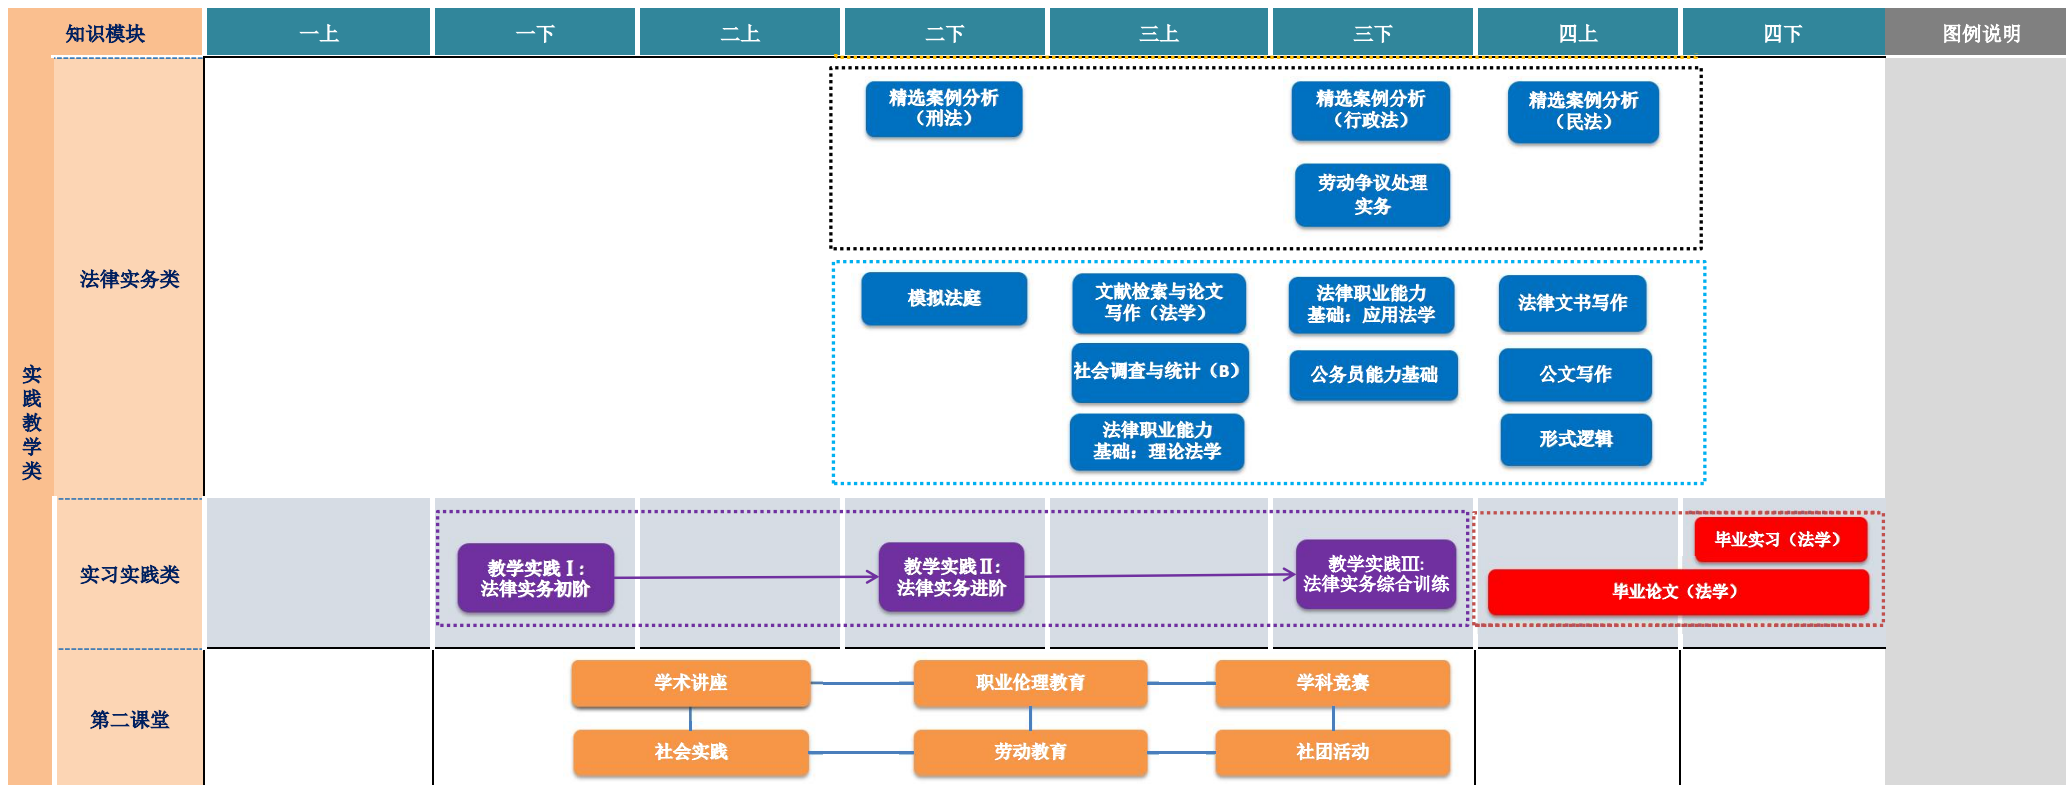 知识模块
一上
一下
二上
二下
三上
三下
四上
四下
图例说明
实践教学类
法律实务类
精选案例分析
（刑法）
精选案例分析
（行政法）
精选案例分析
（民法）
劳动争议处理
实务
模拟法庭
文献检索与论文
写作（法学）
法律职业能力
基础：应用法学
法律文书写作
社会调查与统计（B）
公务员能力基础
公文写作
法律职业能力
基础：理论法学
形式逻辑
实习实践类
教学实践Ⅰ:
法律实务初阶
教学实践Ⅱ:
法律实务进阶
教学实践Ⅲ:
法律实务综合训练
毕业实习（法学）
毕业论文（法学）
第二课堂
学术讲座
职业伦理教育
学科竞赛
社会实践
劳动教育
社团活动